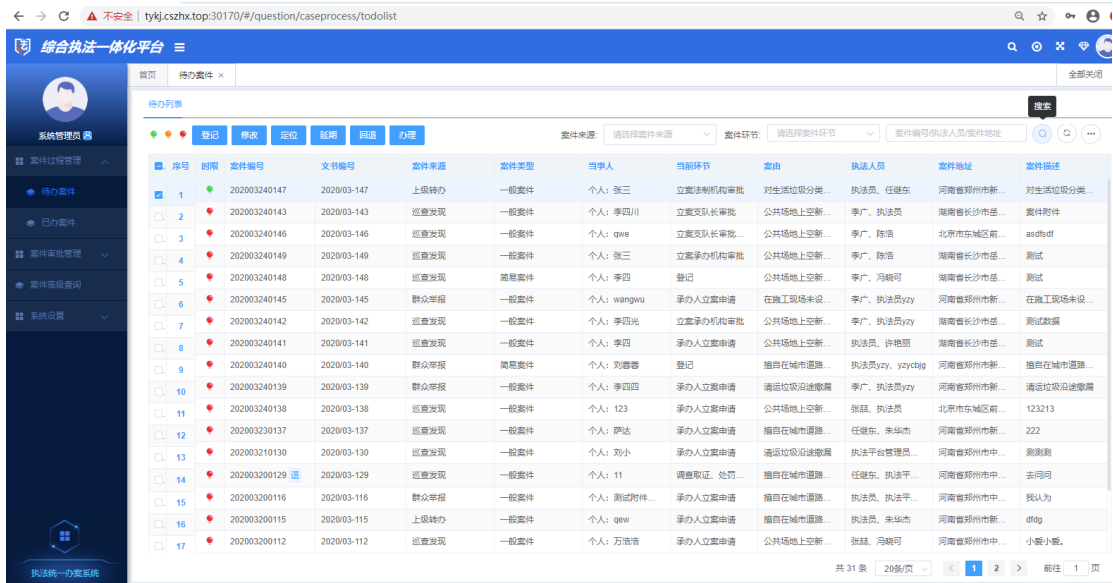 不安全 tykj.cszhx.top:30170/#/question/caseprocess/todolist
综合执法一体化平台
首页 待办案件 × 全部关闭
系统管理员
案件过程管理
待办案件
已办案件
案件审批管理
案件高级查询
系统设置
执法统一办案系统
待办列表 搜索
登记 修改 定位 延期 回退 办理 案件来源: 请选择案件来源 案件环节: 请选择案件环节 案件编号/执法人员/案件地址
序号 时限 案件编号 文书编号 案件来源 案件类型 当事人 当前环节 案由 执法人员 案件地址 案件描述
1 202003240147 2020/03-147 上级转办 一般案件 个人: 张三 立案法制机构审批 对生活垃圾分类... 执法员、任继东 河南省郑州市新... 对生活垃圾分类...
2 202003240143 2020/03-143 巡查发现 一般案件 个人: 李四川 立案支队长审批 公共场地上空新... 李广、执法员 湖南省长沙市岳... 案件附件
3 202003240146 2020/03-146 巡查发现 一般案件 个人: qwe 立案支队长审批... 公共场地上空新... 李广、陈浩 北京市东城区前... asdfsdf
4 202003240149 2020/03-149 巡查发现 一般案件 个人: 张三 立案承办机构审批 公共场地上空新... 李广、陈浩 湖南省长沙市岳... 测试
5 202003240148 2020/03-148 巡查发现 简易案件 个人: 李四 登记 公共场地上空新... 李广、冯晓可 湖南省长沙市岳... 测试
6 202003240145 2020/03-145 群众举报 一般案件 个人: wangwu 承办人立案申请 在施工现场未设... 李广、执法员yzy 河南省郑州市新... 在施工现场未设...
7 202003240142 2020/03-142 巡查发现 一般案件 个人: 李四光 立案承办机构审批 公共场地上空新... 李广、执法员yzy 湖南省长沙市岳... 测试数据
8 202003240141 2020/03-141 巡查发现 一般案件 个人: 李四 承办人立案申请 公共场地上空新... 执法员、许艳丽 湖南省长沙市岳... 测试
9 202003240140 2020/03-140 群众举报 简易案件 个人: 刘蓉蓉 登记 擅自在城市道路... 执法员yzy、yzycbjg 河南省郑州市新... 擅自在城市道路...
10 202003240139 2020/03-139 群众举报 一般案件 个人: 李四四 承办人立案申请 清运垃圾沿途撒漏 李广、执法员yzy 河南省郑州市新... 清运垃圾沿途撒漏
11 202003240138 2020/03-138 巡查发现 一般案件 个人: 123 承办人立案申请 公共场地上空新... 张喆、执法员 北京市东城区前... 123213
12 202003230137 2020/03-137 巡查发现 一般案件 个人: 萨达 承办人立案申请 擅自在城市道路... 任继东、朱华杰 河南省郑州市新... 222
13 202003210130 2020/03-130 巡查发现 一般案件 个人: 刘小 承办人立案申请 清运垃圾沿途撒漏 执法平台管理员... 河南省郑州市中... 测测测
14 202003200129 退 2020/03-129 巡查发现 一般案件 个人: 11 调查取证、处罚... 擅自在城市道路... 任继东、执法平... 河南省郑州市中... 去问问
15 202003200116 2020/03-116 群众举报 一般案件 个人: 测试附件... 承办人立案申请 擅自在城市道路... 执法员、执法平... 河南省郑州市中... 我认为
16 202003200115 2020/03-115 上级转办 一般案件 个人: qew 承办人立案申请 擅自在城市道路... 执法员、朱华杰 河南省郑州市新... dfdg
17 202003200112 2020/03-112 巡查发现 一般案件 个人: 万浩浩 承办人立案申请 公共场地上空新... 张喆、冯晓可 河南省郑州市中... 小爱小爱。
共 31 条 20条/页 1 2 前往 1 页